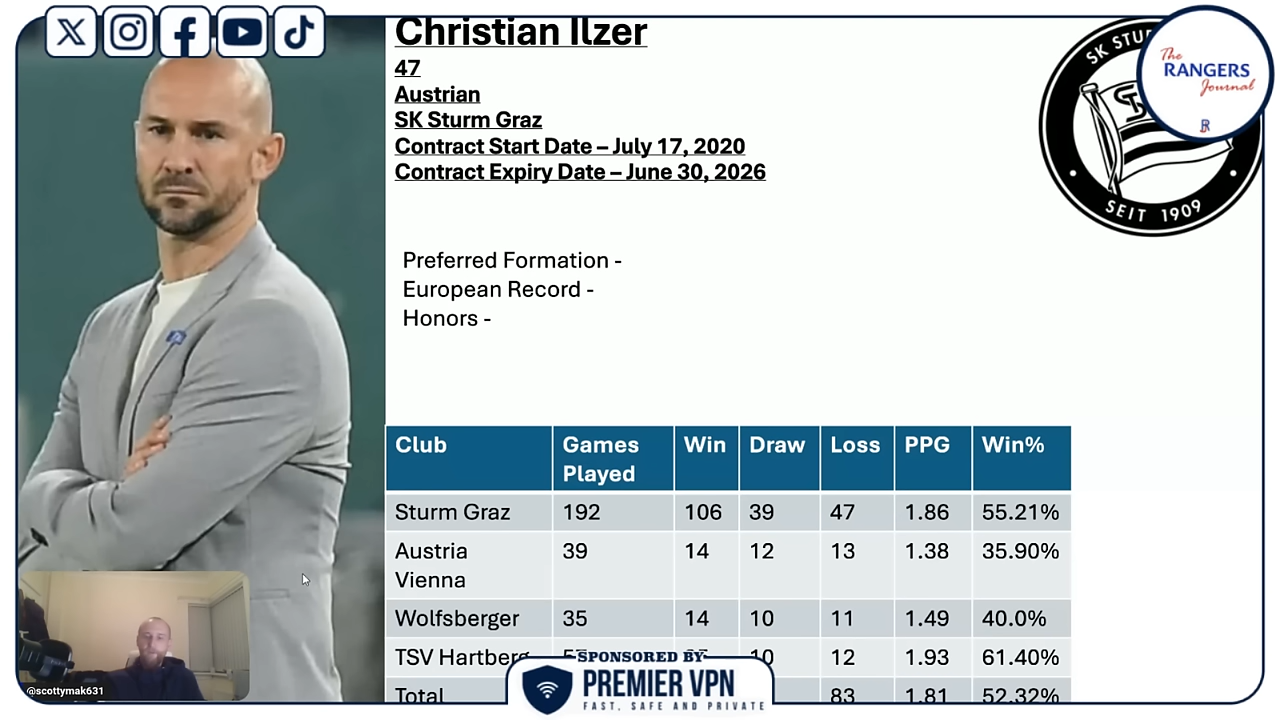 Christian Ilzer
47
Austrian
SK Sturm Graz
Contract Start Date – July 17, 2020
Contract Expiry Date – June 30, 2026
SK STU
The
RANGERS
Journal
SEIT 1909
Preferred Formation -
European Record -
Honors -
Club Games Played Win Draw Loss PPG Win%
Sturm Graz 192 106 39 47 1.86 55.21%
Austria Vienna 39 14 12 13 1.38 35.90%
Wolfsberger 35 14 10 11 1.49 40.0%
TSV Hartberg 10 12 1.93 61.40%
Total 83 1.81 52.32%
@scottymak631
SPONSORED BY
PREMIER VPN
FAST, SAFE AND PRIVATE